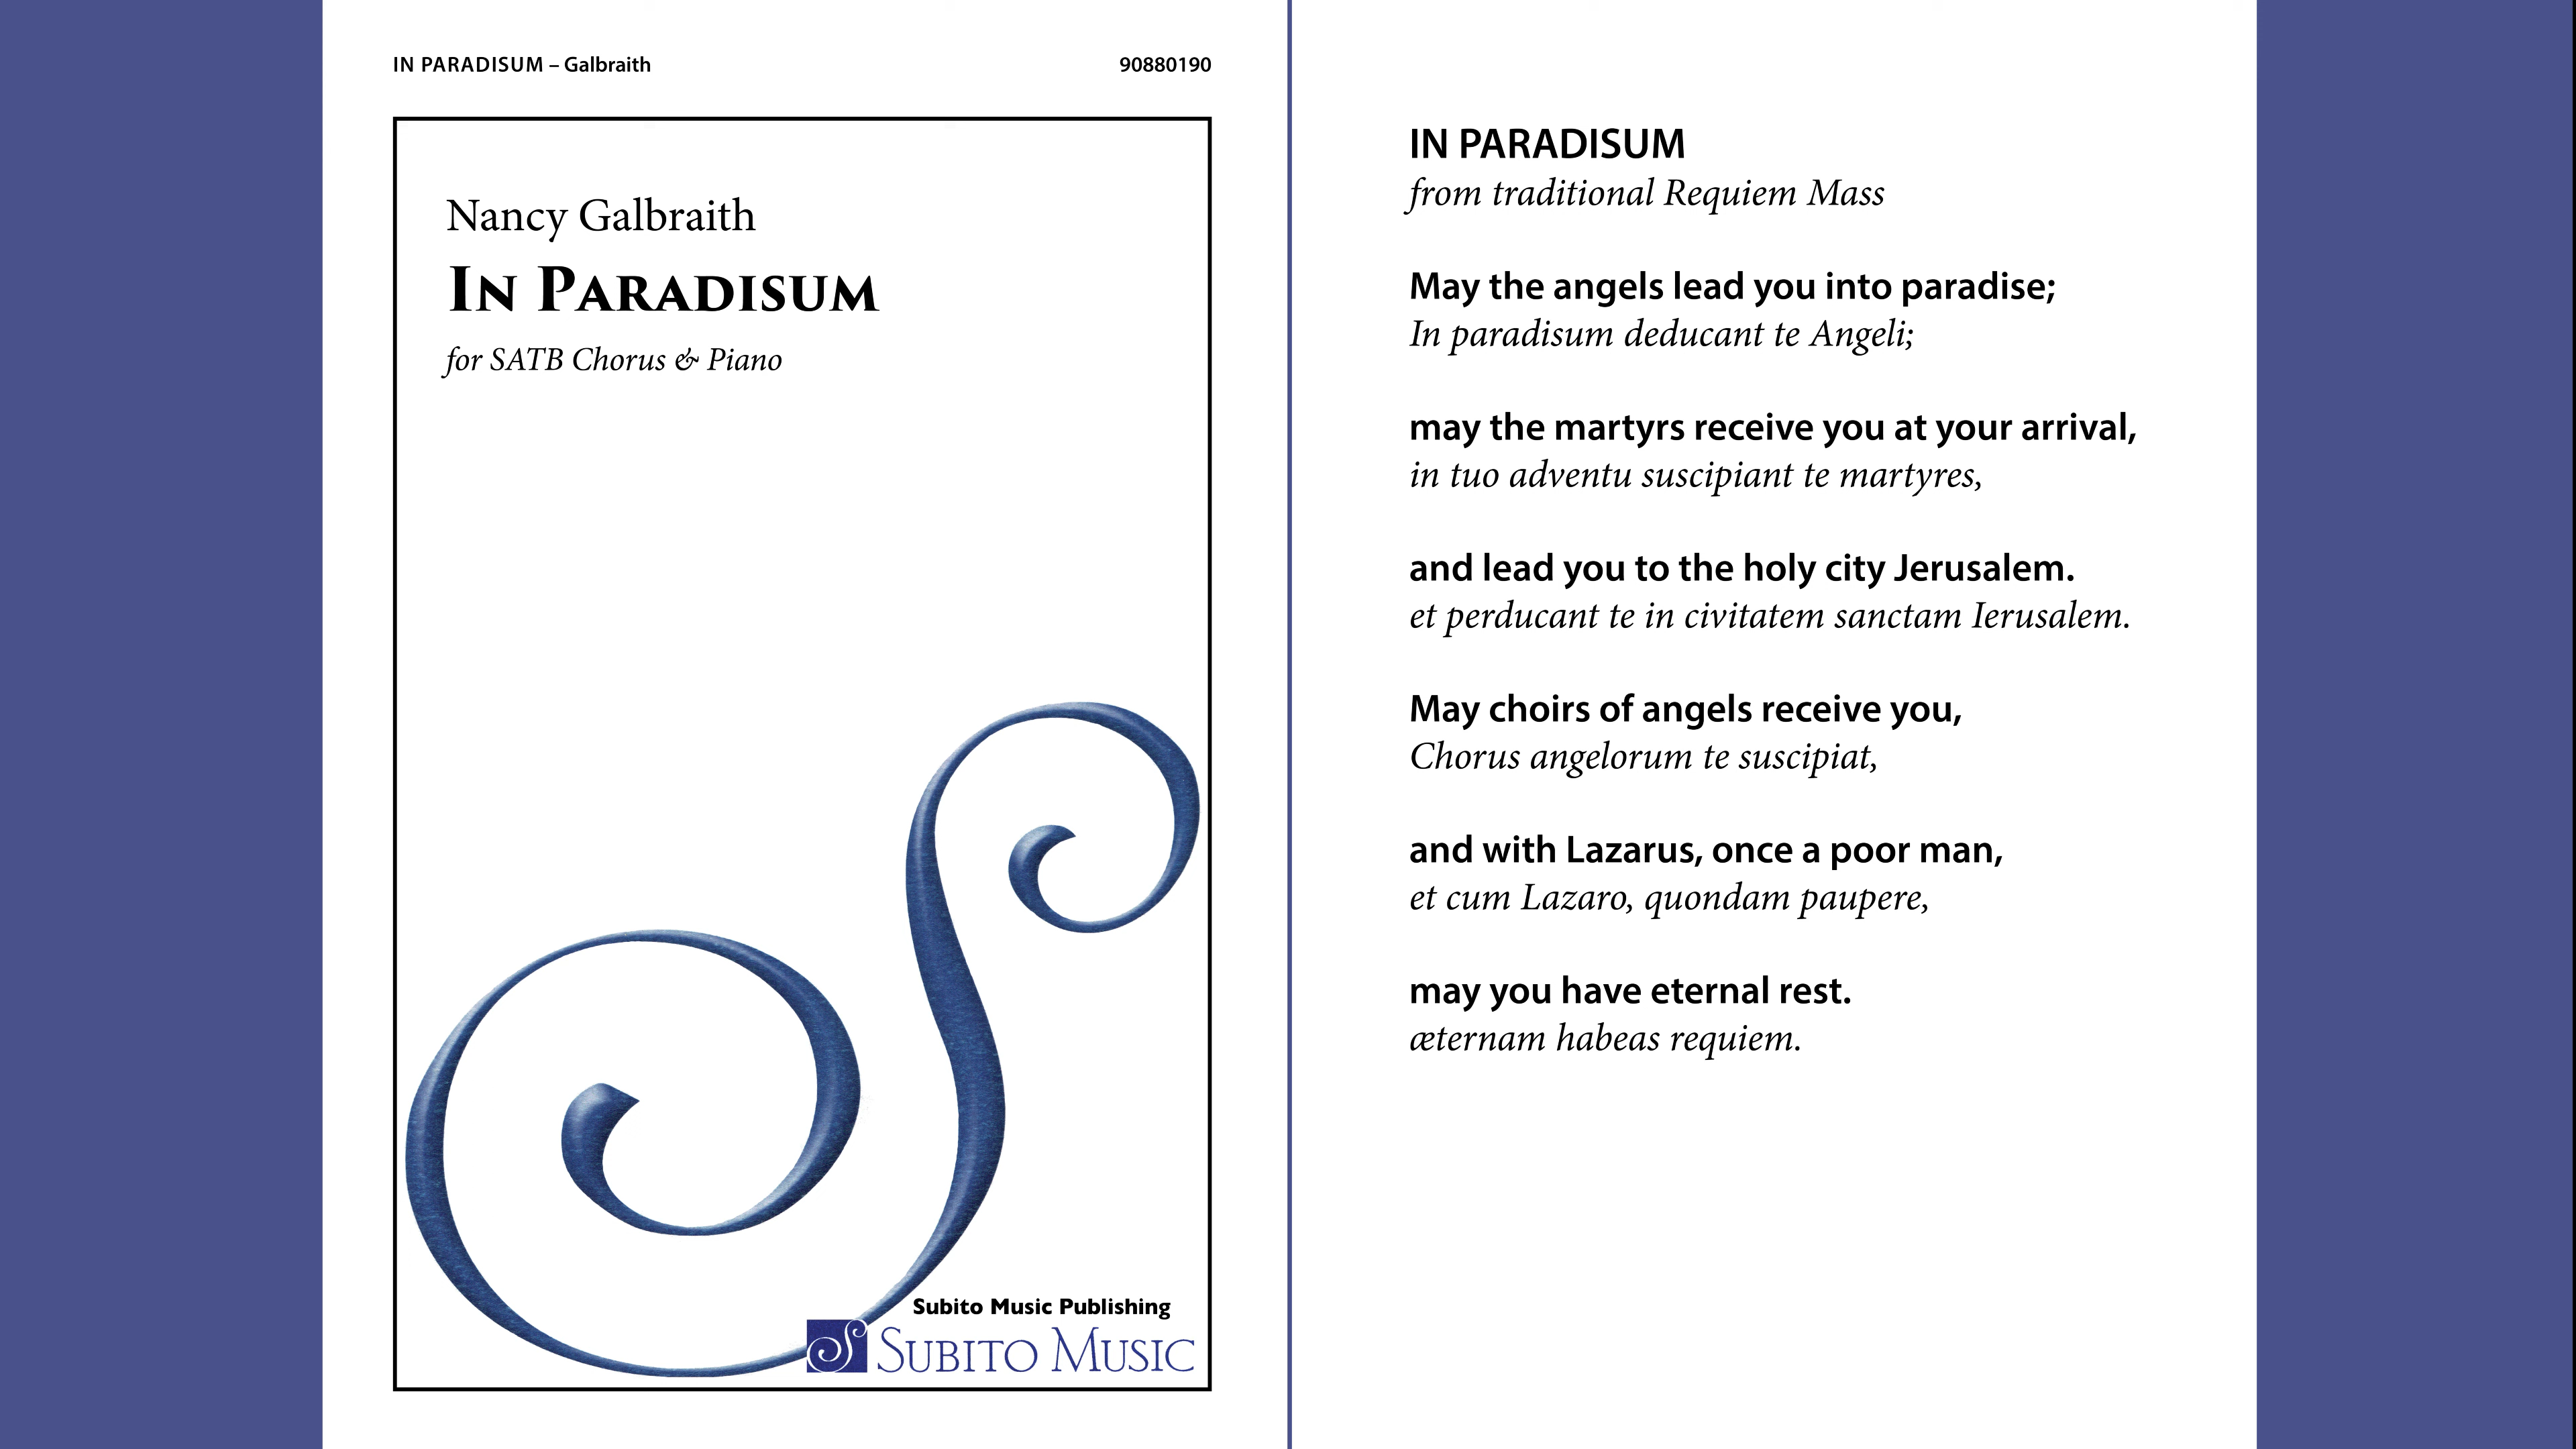 IN PARADISUM – Galbraith 90880190
Nancy Galbraith
IN PARADISUM
for SATB Chorus & Piano
Subito Music Publishing
SUBITO MUSIC
IN PARADISUM
from traditional Requiem Mass
May the angels lead you into paradise;
In paradisum deducant te Angeli;
may the martyrs receive you at your arrival,
in tuo adventu suscipiant te martyres,
and lead you to the holy city Jerusalem.
et perducant te in civitatem sanctam Ierusalem.
May choirs of angels receive you,
Chorus angelorum te suscipiat,
and with Lazarus, once a poor man,
et cum Lazaro, quondam paupere,
may you have eternal rest.
æternam habeas requiem.